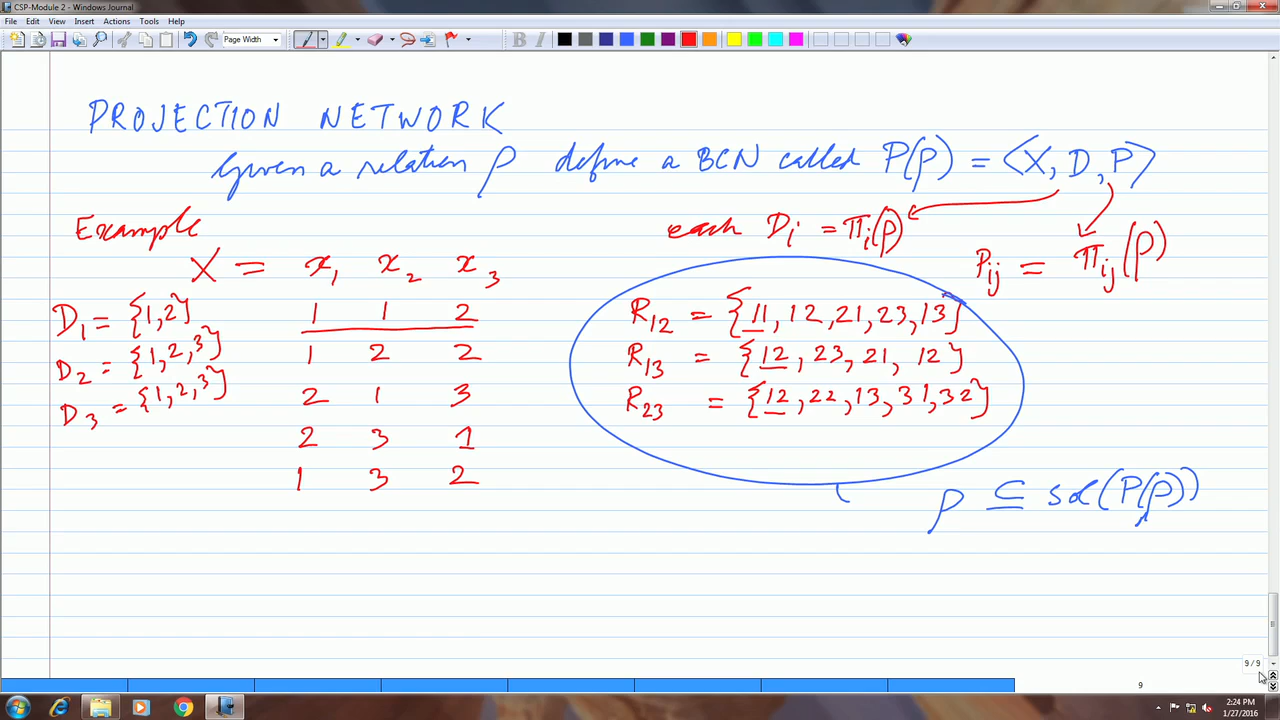 CSP-Module 2 - Windows Journal
File Edit View Insert Actions Tools Help
Page Width B I
PROJECTION NETWORK
Given a relation ρ define a BCN called P(ρ) = <X, D, P>
Example each Dᵢ = Πᵢ(ρ) Pᵢⱼ = Πᵢⱼ(ρ)
X = x₁ x₂ x₃
D₁ = {1,2} 1 1 2 R₁₂ = {11, 12, 21, 23, 13}
D₂ = {1,2,3} 1 2 2 R₁₃ = {12, 23, 21, 12}
D₃ = {1,2,3} 2 1 3 R₂₃ = {12, 22, 13, 31, 32}
2 3 1
1 3 2 ρ ⊆ sol(P(ρ))
9 / 9
9
2:24 PM
1/27/2016